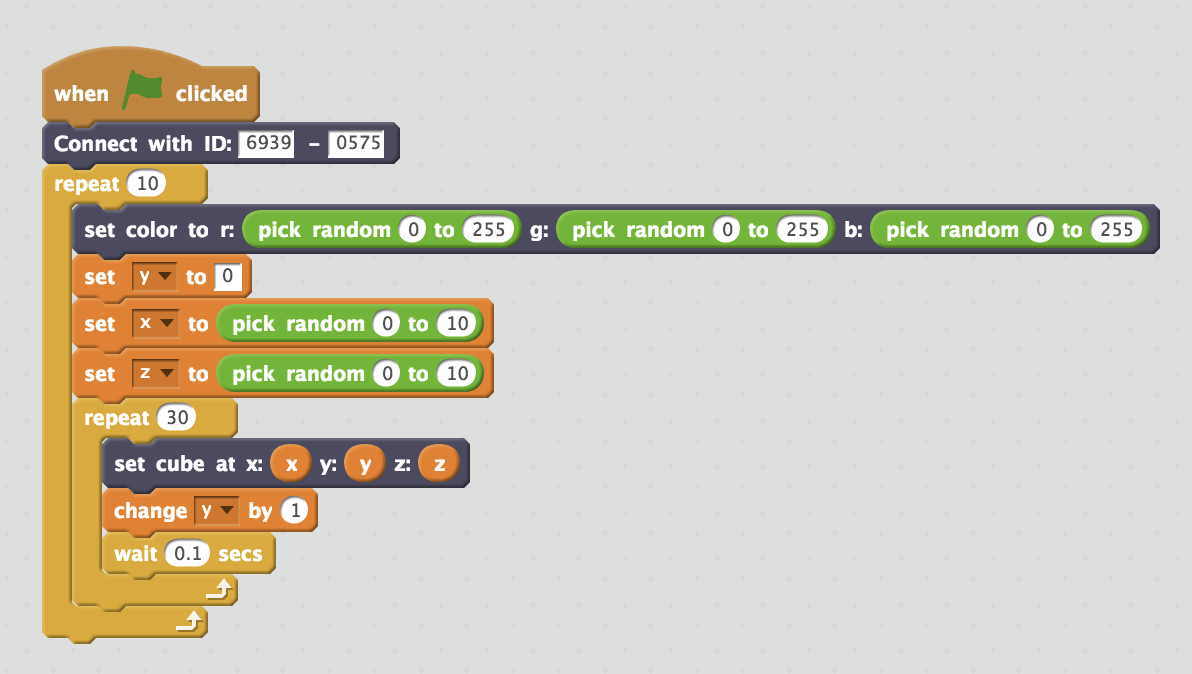 when clicked
Connect with ID: 6939 - 0575
repeat 10
set color to r: pick random 0 to 255 g: pick random 0 to 255 b: pick random 0 to 255
set y to 0
set x to pick random 0 to 10
set z to pick random 0 to 10
repeat 30
set cube at x: x y: y z: z
change y by 1
wait 0.1 secs